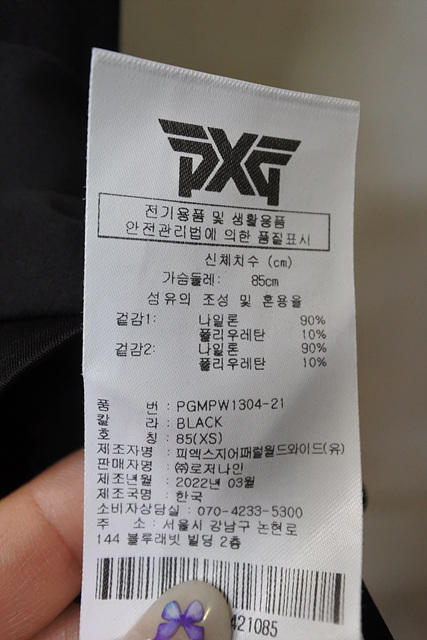 PXG
전기용품 및 생활용품
안전관리법에 의한 품질표시
신체치수 (cm)
가슴둘레: 85cm
섬유의 조성 및 혼용율
겉감1: 나일론 90%
폴리우레탄 10%
겉감2: 나일론 90%
폴리우레탄 10%
품 번 : PGMPW1304-21
칼 라 : BLACK
호 칭 : 85(XS)
제조자명 : 피엑스지어패럴월드와이드(유)
판매자명 : ㈜로저나인
제조년월 : 2022년 03월
제조국명 : 한국
소비자상담실 : 070-4233-5300
주 소 : 서울시 강남구 논현로
144 블루래빗 빌딩 2층
421085